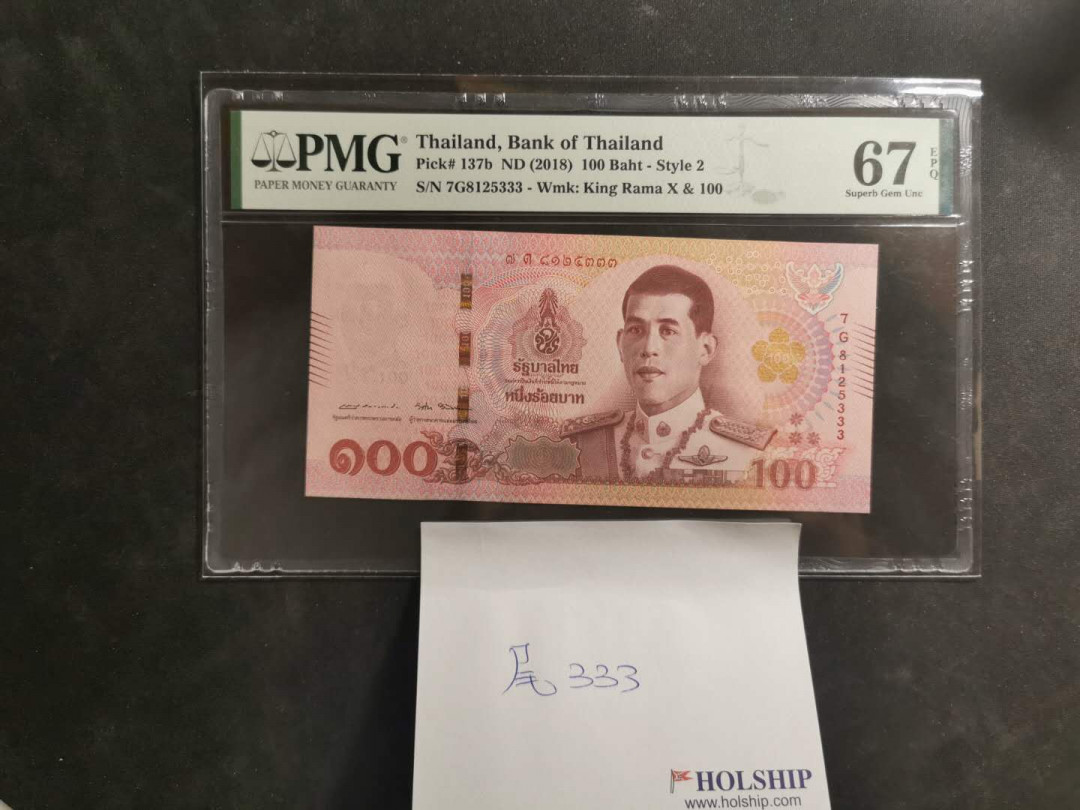 PMG
PAPER MONEY GUARANTY
Thailand, Bank of Thailand
Pick# 137b ND (2018) 100 Baht - Style 2
S/N 7G8125333 - Wmk: King Rama X & 100
67 EPQ
Superb Gem Unc
๗ ศ ๘๑๒๕๓๓๓
7G8125333
รัฐบาลไทย
หนึ่งร้อยบาท
๑๐๐
100
100
尾333
HOLSHIP
www.holship.com